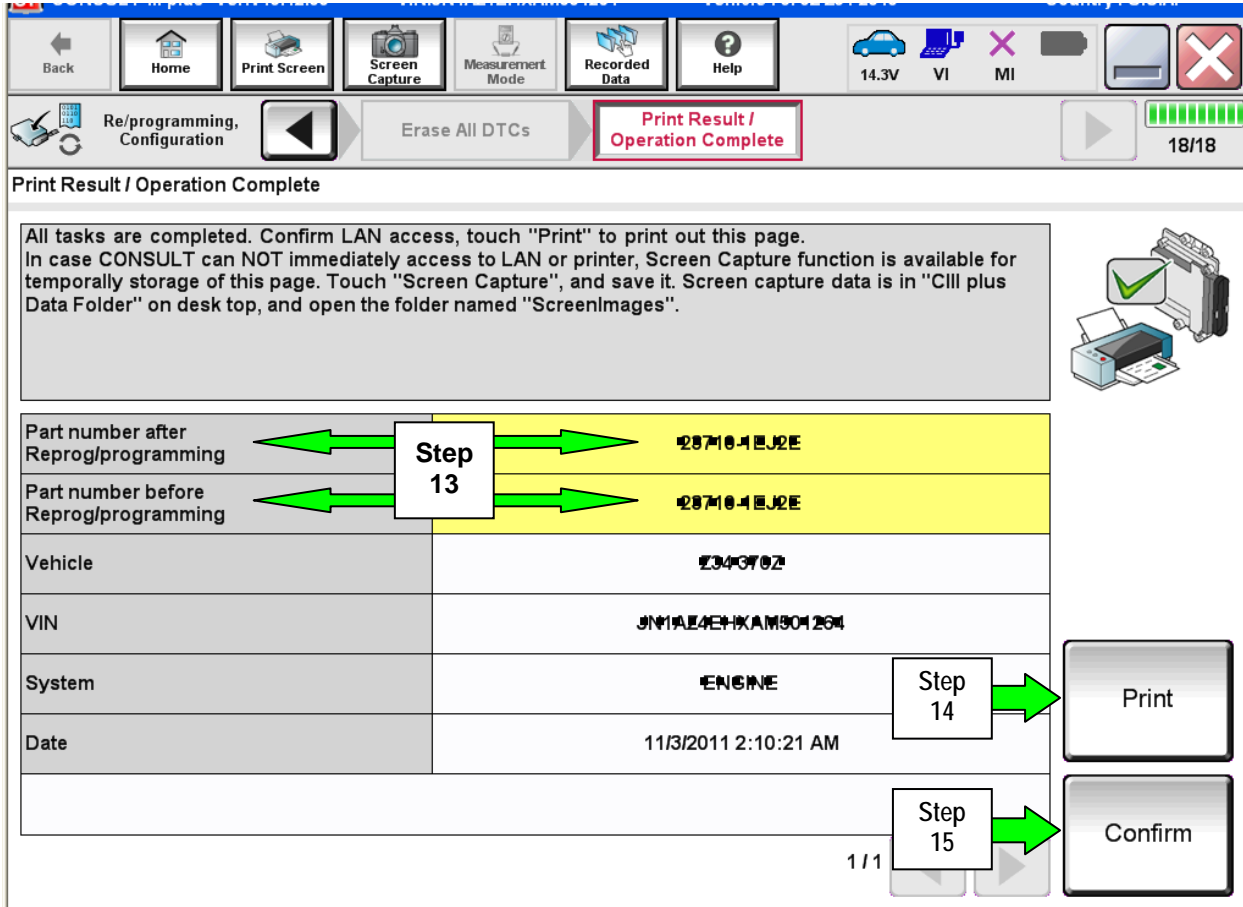 Back
Home
Print Screen
Screen
Capture
Measurement
Mode
Recorded
Data
Help
14.3V
VI
MI
Re/programming,
Configuration
Erase All DTCs
Print Result /
Operation Complete
18/18
Print Result / Operation Complete
All tasks are completed. Confirm LAN access, touch "Print" to print out this page.
In case CONSULT can NOT immediately access to LAN or printer, Screen Capture function is available for
temporally storage of this page. Touch "Screen Capture", and save it. Screen capture data is in "CIII plus
Data Folder" on desk top, and open the folder named "ScreenImages".
Part number after
Reprog/programming
Step
13
Part number before
Reprog/programming
Vehicle
VIN
System
ENGINE
Step
14
Print
Date
11/3/2011 2:10:21 AM
Step
15
Confirm
1 / 1